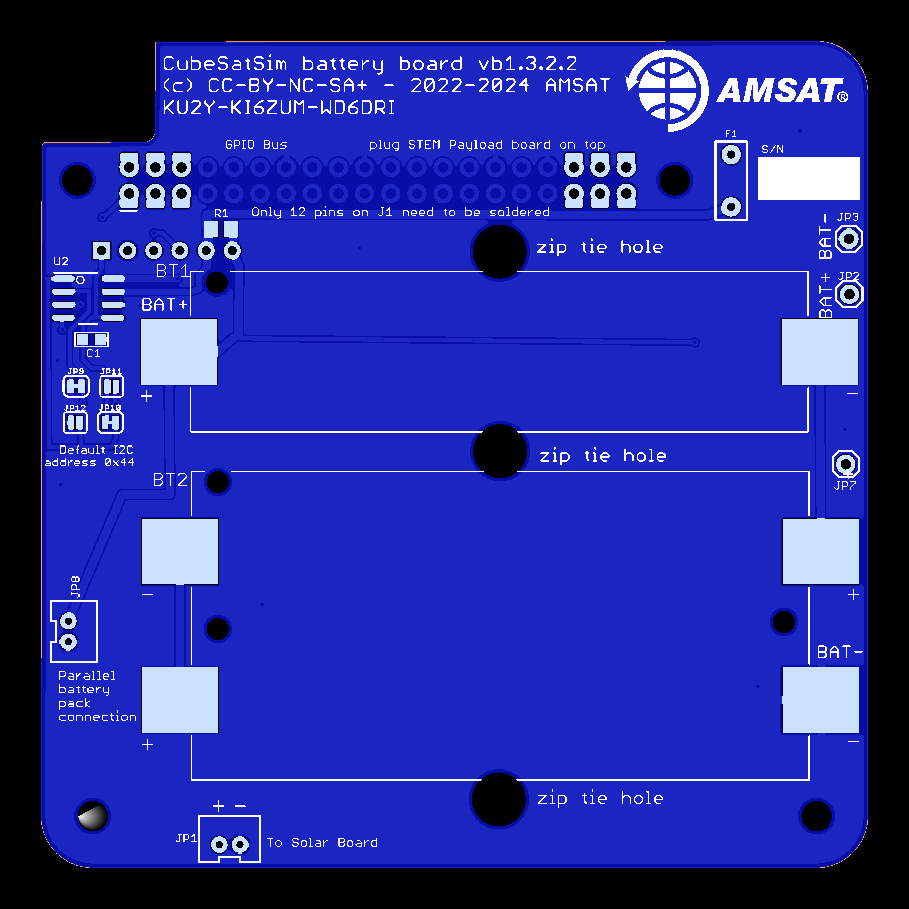 CubeSatSim battery board vb1.3.2.2
(c) CC-BY-NC-SA+ - 2022-2024 AMSAT
KU2Y-KI6ZUM-WD6DRI
AMSAT®
F1
S/N
GPIO Bus
plug STEM Payload board on top
R1
Only 12 pins on J1 need to be soldered
BAT-
JP3
zip tie hole
U2
BT1
BAT+
JP2
BAT+
C1
+
-
JP9
JP11
JP12
JP10
Default I2C
address 0x44
zip tie hole
BT2
JP7
JP8
-
+
BAT-
Parallel
battery
pack
connection
+
-
zip tie hole
+ -
JP1
To Solar Board